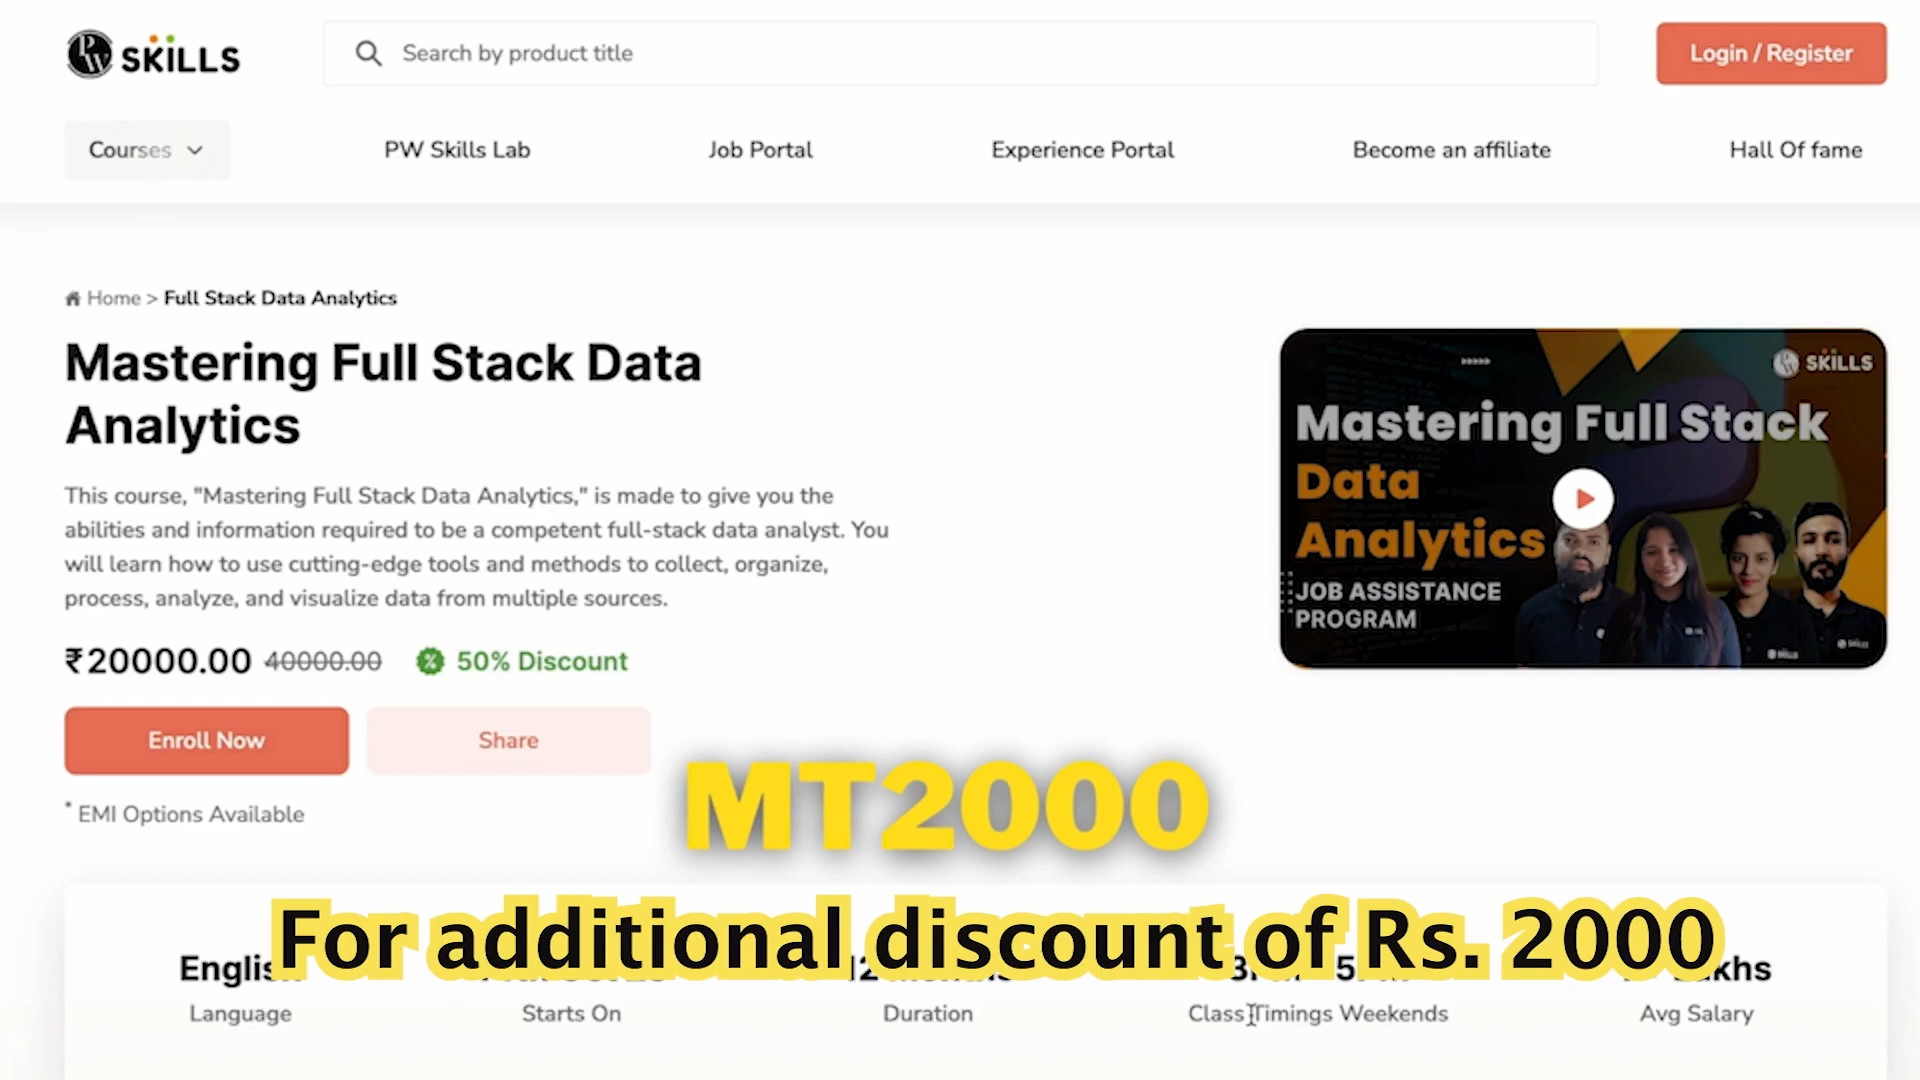 PW SKILLS
Search by product title
Login / Register
Courses
PW Skills Lab
Job Portal
Experience Portal
Become an affiliate
Hall Of fame
Home > Full Stack Data Analytics
Mastering Full Stack Data
Analytics
This course, "Mastering Full Stack Data Analytics," is made to give you the
abilities and information required to be a competent full-stack data analyst. You
will learn how to use cutting-edge tools and methods to collect, organize,
process, analyze, and visualize data from multiple sources.
₹20000.00 40000.00 50% Discount
Enroll Now
Share
* EMI Options Available
PW SKILLS
Mastering Full Stack
Data
Analytics
JOB ASSISTANCE
PROGRAM
MT2000
For additional discount of Rs. 2000
Language
Starts On
Duration
Class Timings Weekends
Avg Salary